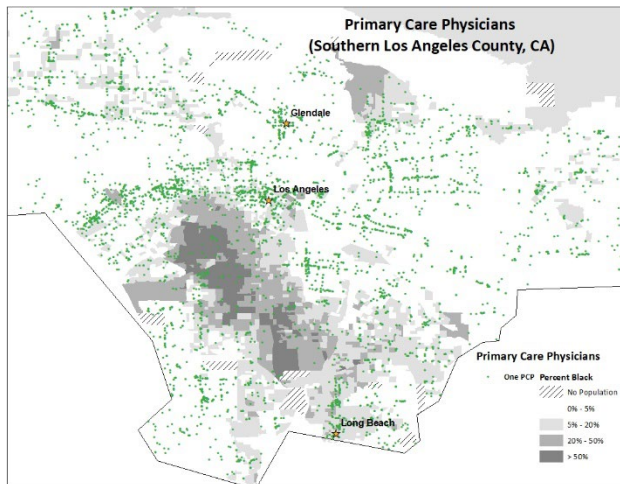 Primary Care Physicians
(Southern Los Angeles County, CA)
Glendale
Los Angeles
Long Beach
Primary Care Physicians
One PCP Percent Black
No Population
0% - 5%
5% - 20%
20% - 50%
> 50%